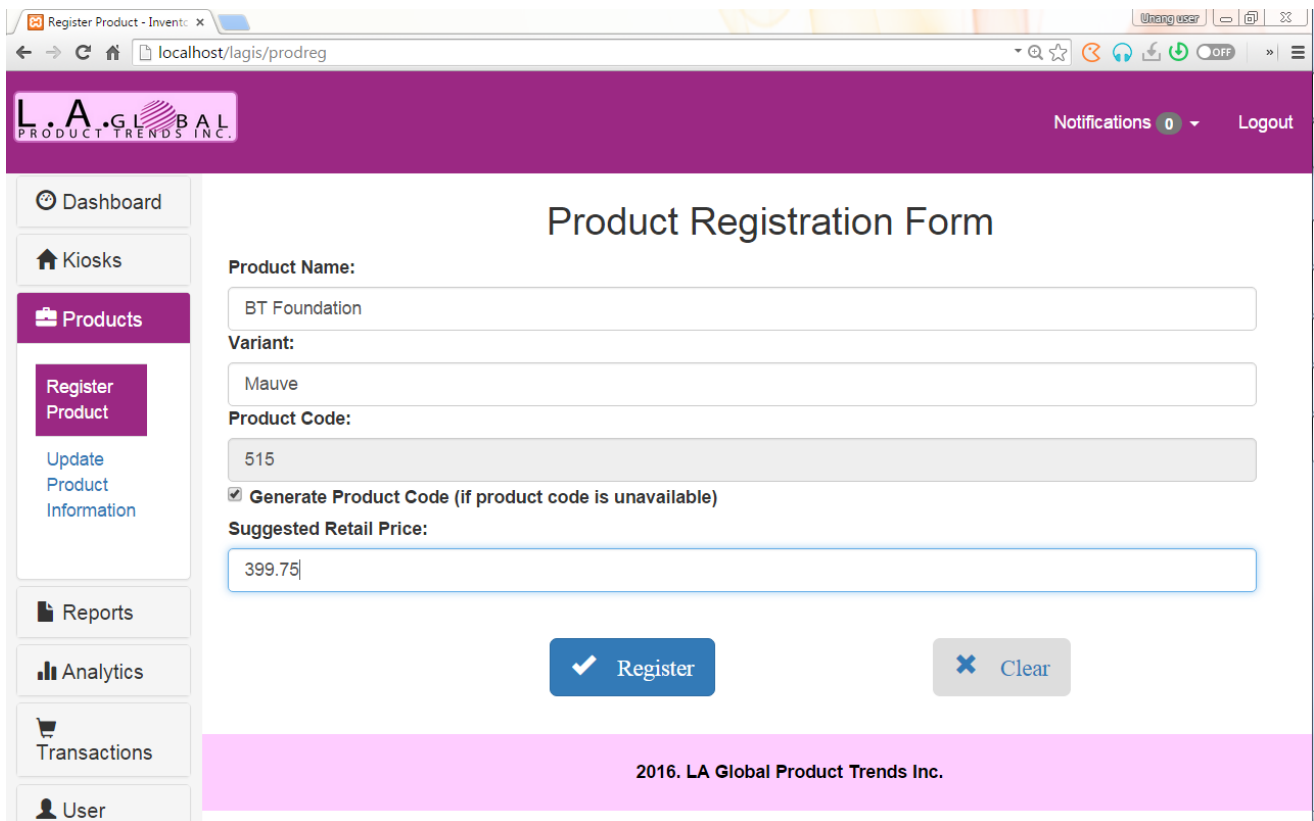 Register Product - Invento
Unang user
localhost/lagis/prodreg
OFF
»
L.A.GLOBAL
PRODUCT TRENDS INC.
Notifications 0
Logout
Dashboard
Kiosks
Products
Register
Product
Update
Product
Information
Reports
Analytics
Transactions
User
Product Registration Form
Product Name:
BT Foundation
Variant:
Mauve
Product Code:
515
Generate Product Code (if product code is unavailable)
Suggested Retail Price:
399.75
Register
Clear
2016. LA Global Product Trends Inc.